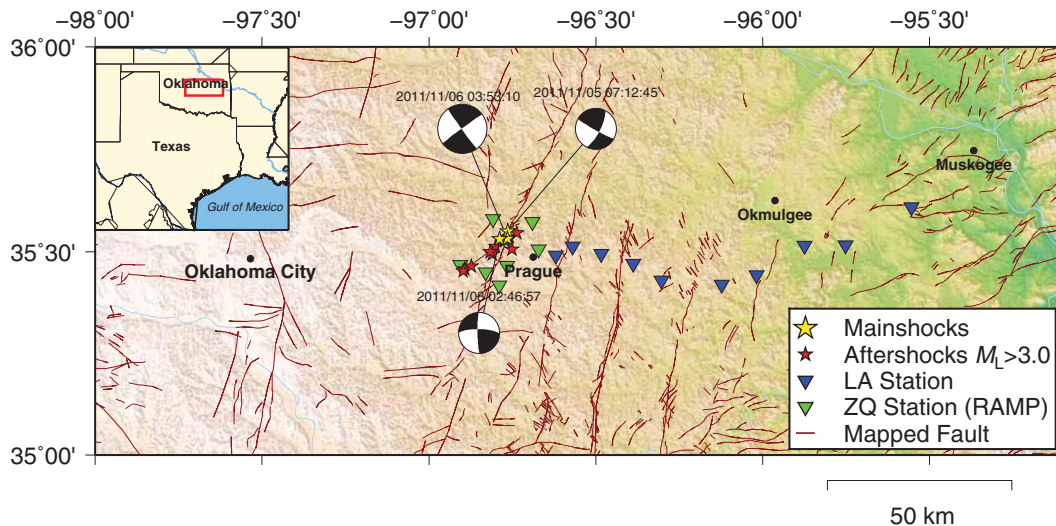 −98˚00' −97˚30' −97˚00' −96˚30' −96˚00' −95˚30'
36˚00'
35˚30'
35˚00'
Oklahoma
Texas
Gulf of Mexico
2011/11/06 03:53:10
2011/11/05 07:12:45
Muskogee
Okmulgee
Oklahoma City
Prague
2011/11/08 02:46:57
Mainshocks
Aftershocks ML>3.0
LA Station
ZQ Station (RAMP)
Mapped Fault
50 km